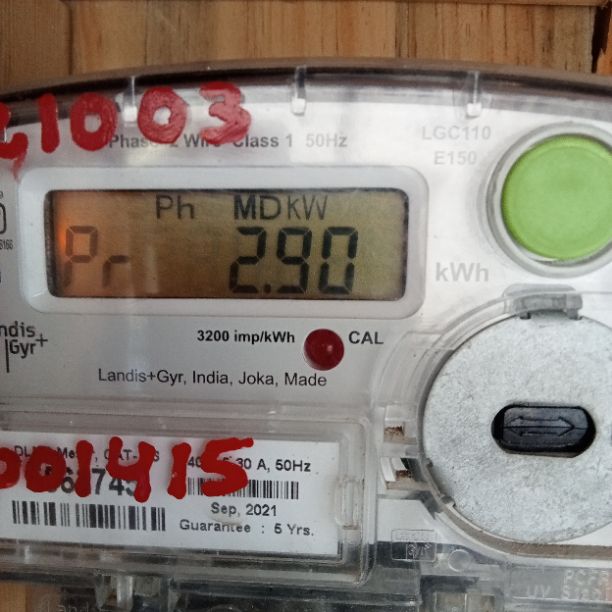 21003
Phase 2 Wire Class 1 50Hz
LGC110
E150
Ph MD kW
Pr 2.90
kWh
Landis
Gyr+
3200 imp/kWh CAL
Landis+Gyr, India, Joka, Made
30 A, 50Hz
001415
Sep, 2021
Guarantee : 5 Yrs.